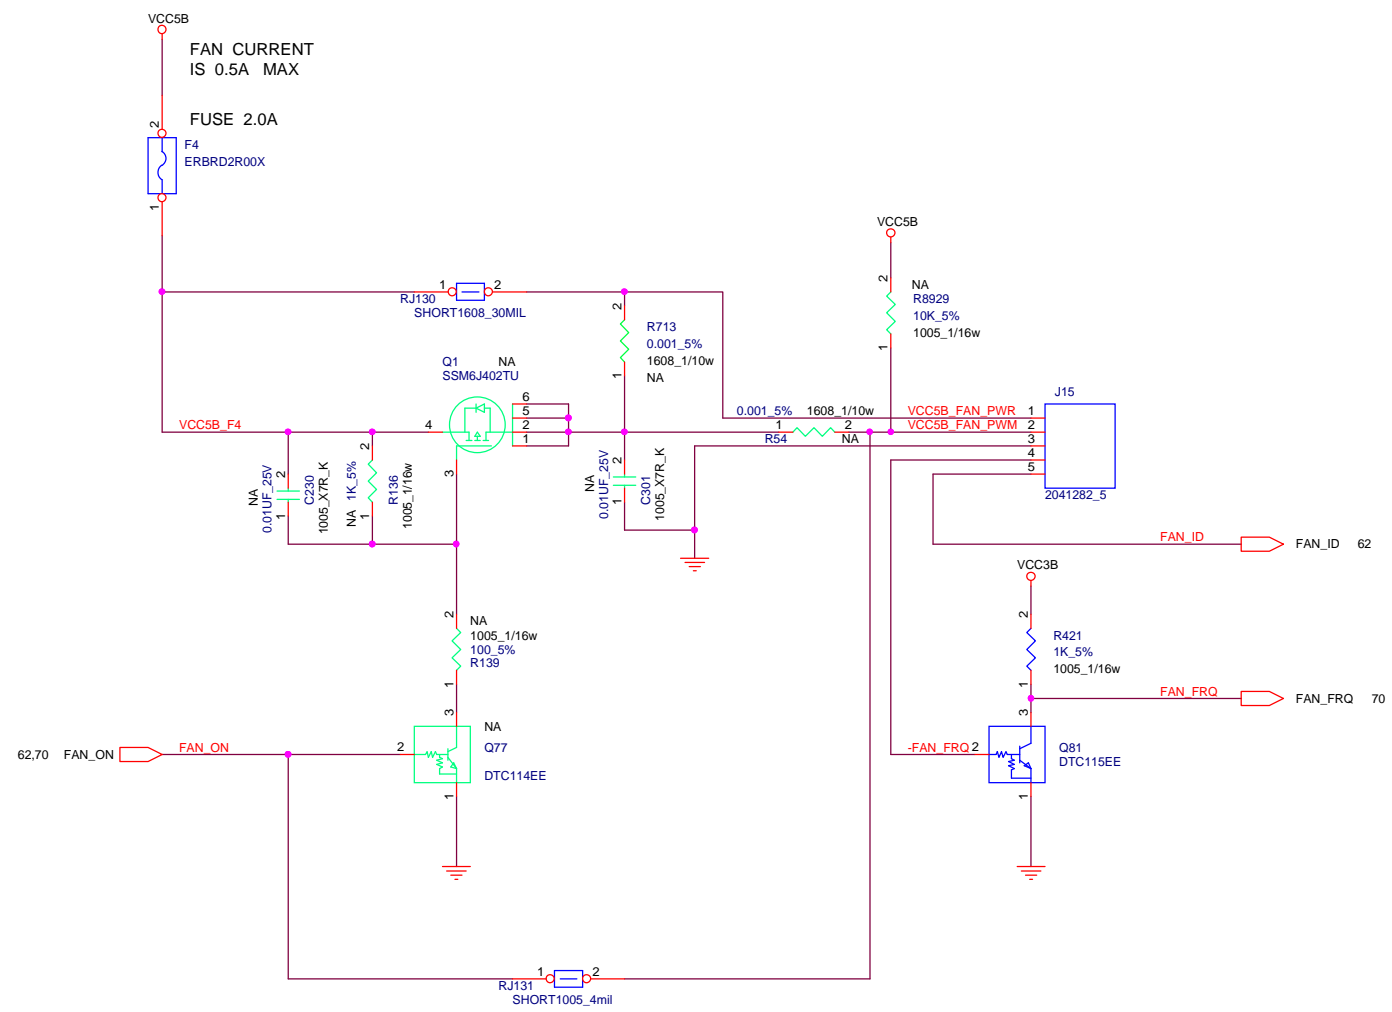 VCC5B
FAN CURRENT
IS 0.5A MAX
FUSE 2.0A
2
F4
ERBRD2R00X
1
VCC5B
1
2
RJ130
SHORT1608_30MIL
2
R713
0.001_5%
1608_1/10w
1
NA
2
NA
R8929
10K_5%
1005_1/16w
1
Q1 NA
SSM6J402TU
6
5
2
1
4
3
VCC5B_F4
0.001_5% 1608_1/10w
1
2
R54
NA
VCC5B_FAN_PWR
VCC5B_FAN_PWM
J15
1
2
3
4
5
2041282_5
NA
0.01UF_25V
2
1
C230
1005_X7R_K
NA 1K_5%
2
1
R136
1005_1/16w
NA
0.01UF_25V
2
1
C301
1005_X7R_K
FAN_ID
FAN_ID 62
VCC3B
2
NA
1005_1/16w
100_5%
R139
1
2
R421
1K_5%
1005_1/16w
1
FAN_FRQ
FAN_FRQ 70
3
NA
Q77
DTC114EE
2
1
62,70 FAN_ON
FAN_ON
3
-FAN_FRQ 2
Q81
DTC115EE
1
1
2
RJ131
SHORT1005_4mil